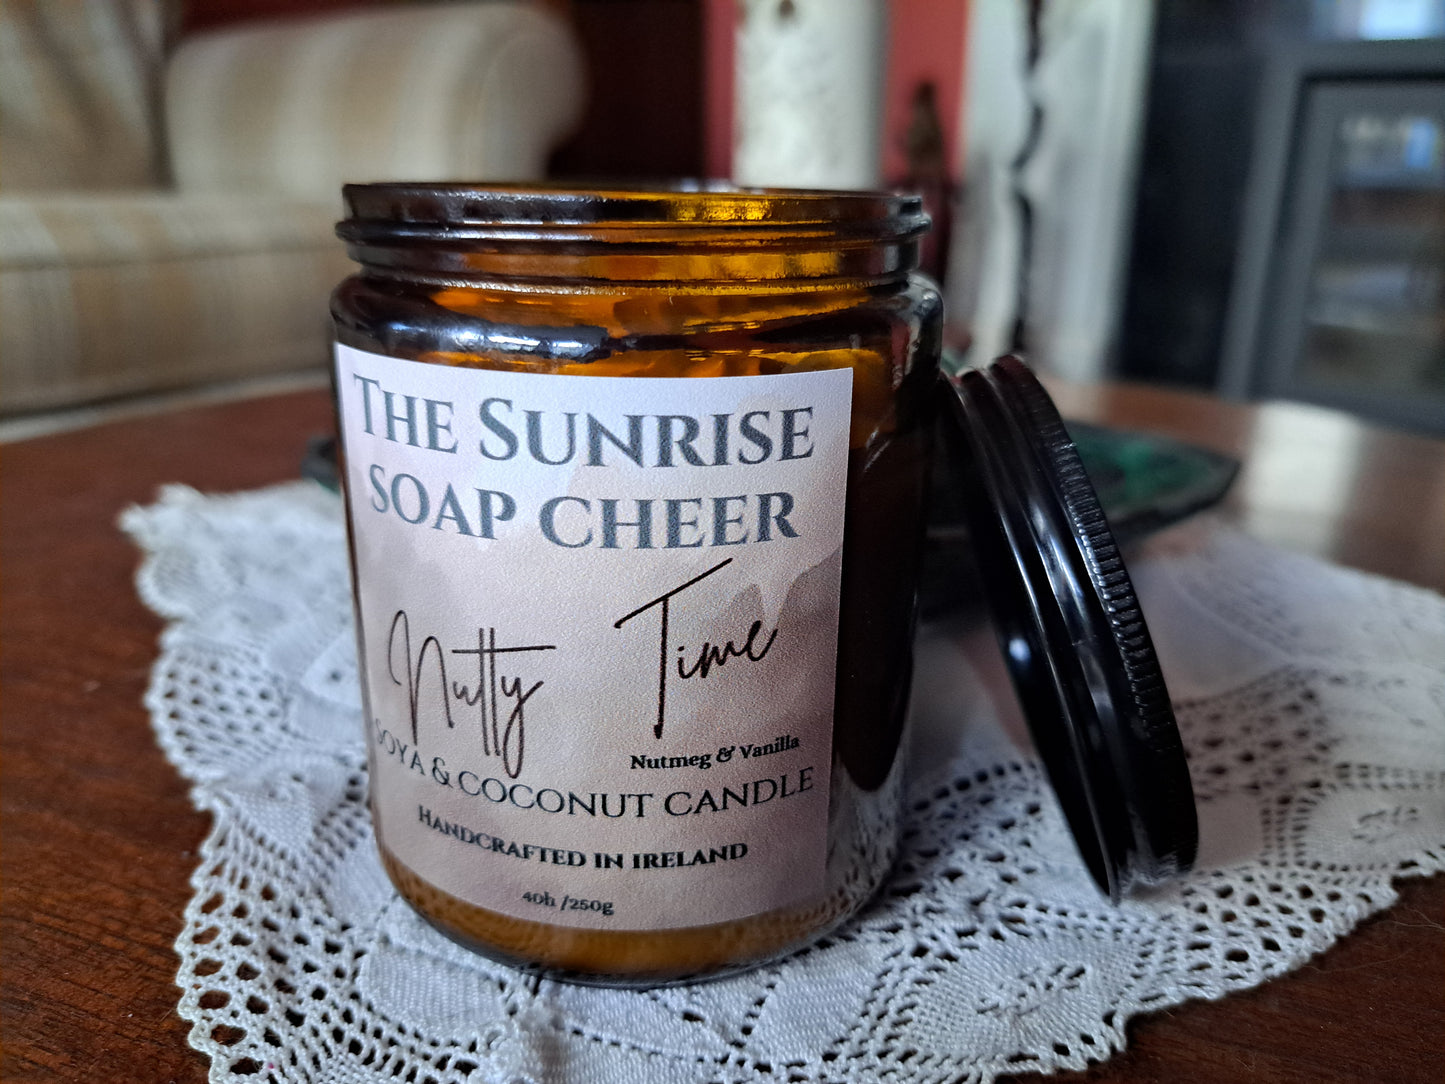 The Sunrise
Soap Cheer
Nutty Time
Nutmeg & Vanilla
SOYA & COCONUT CANDLE
HANDCRAFTED IN IRELAND
40h /250g